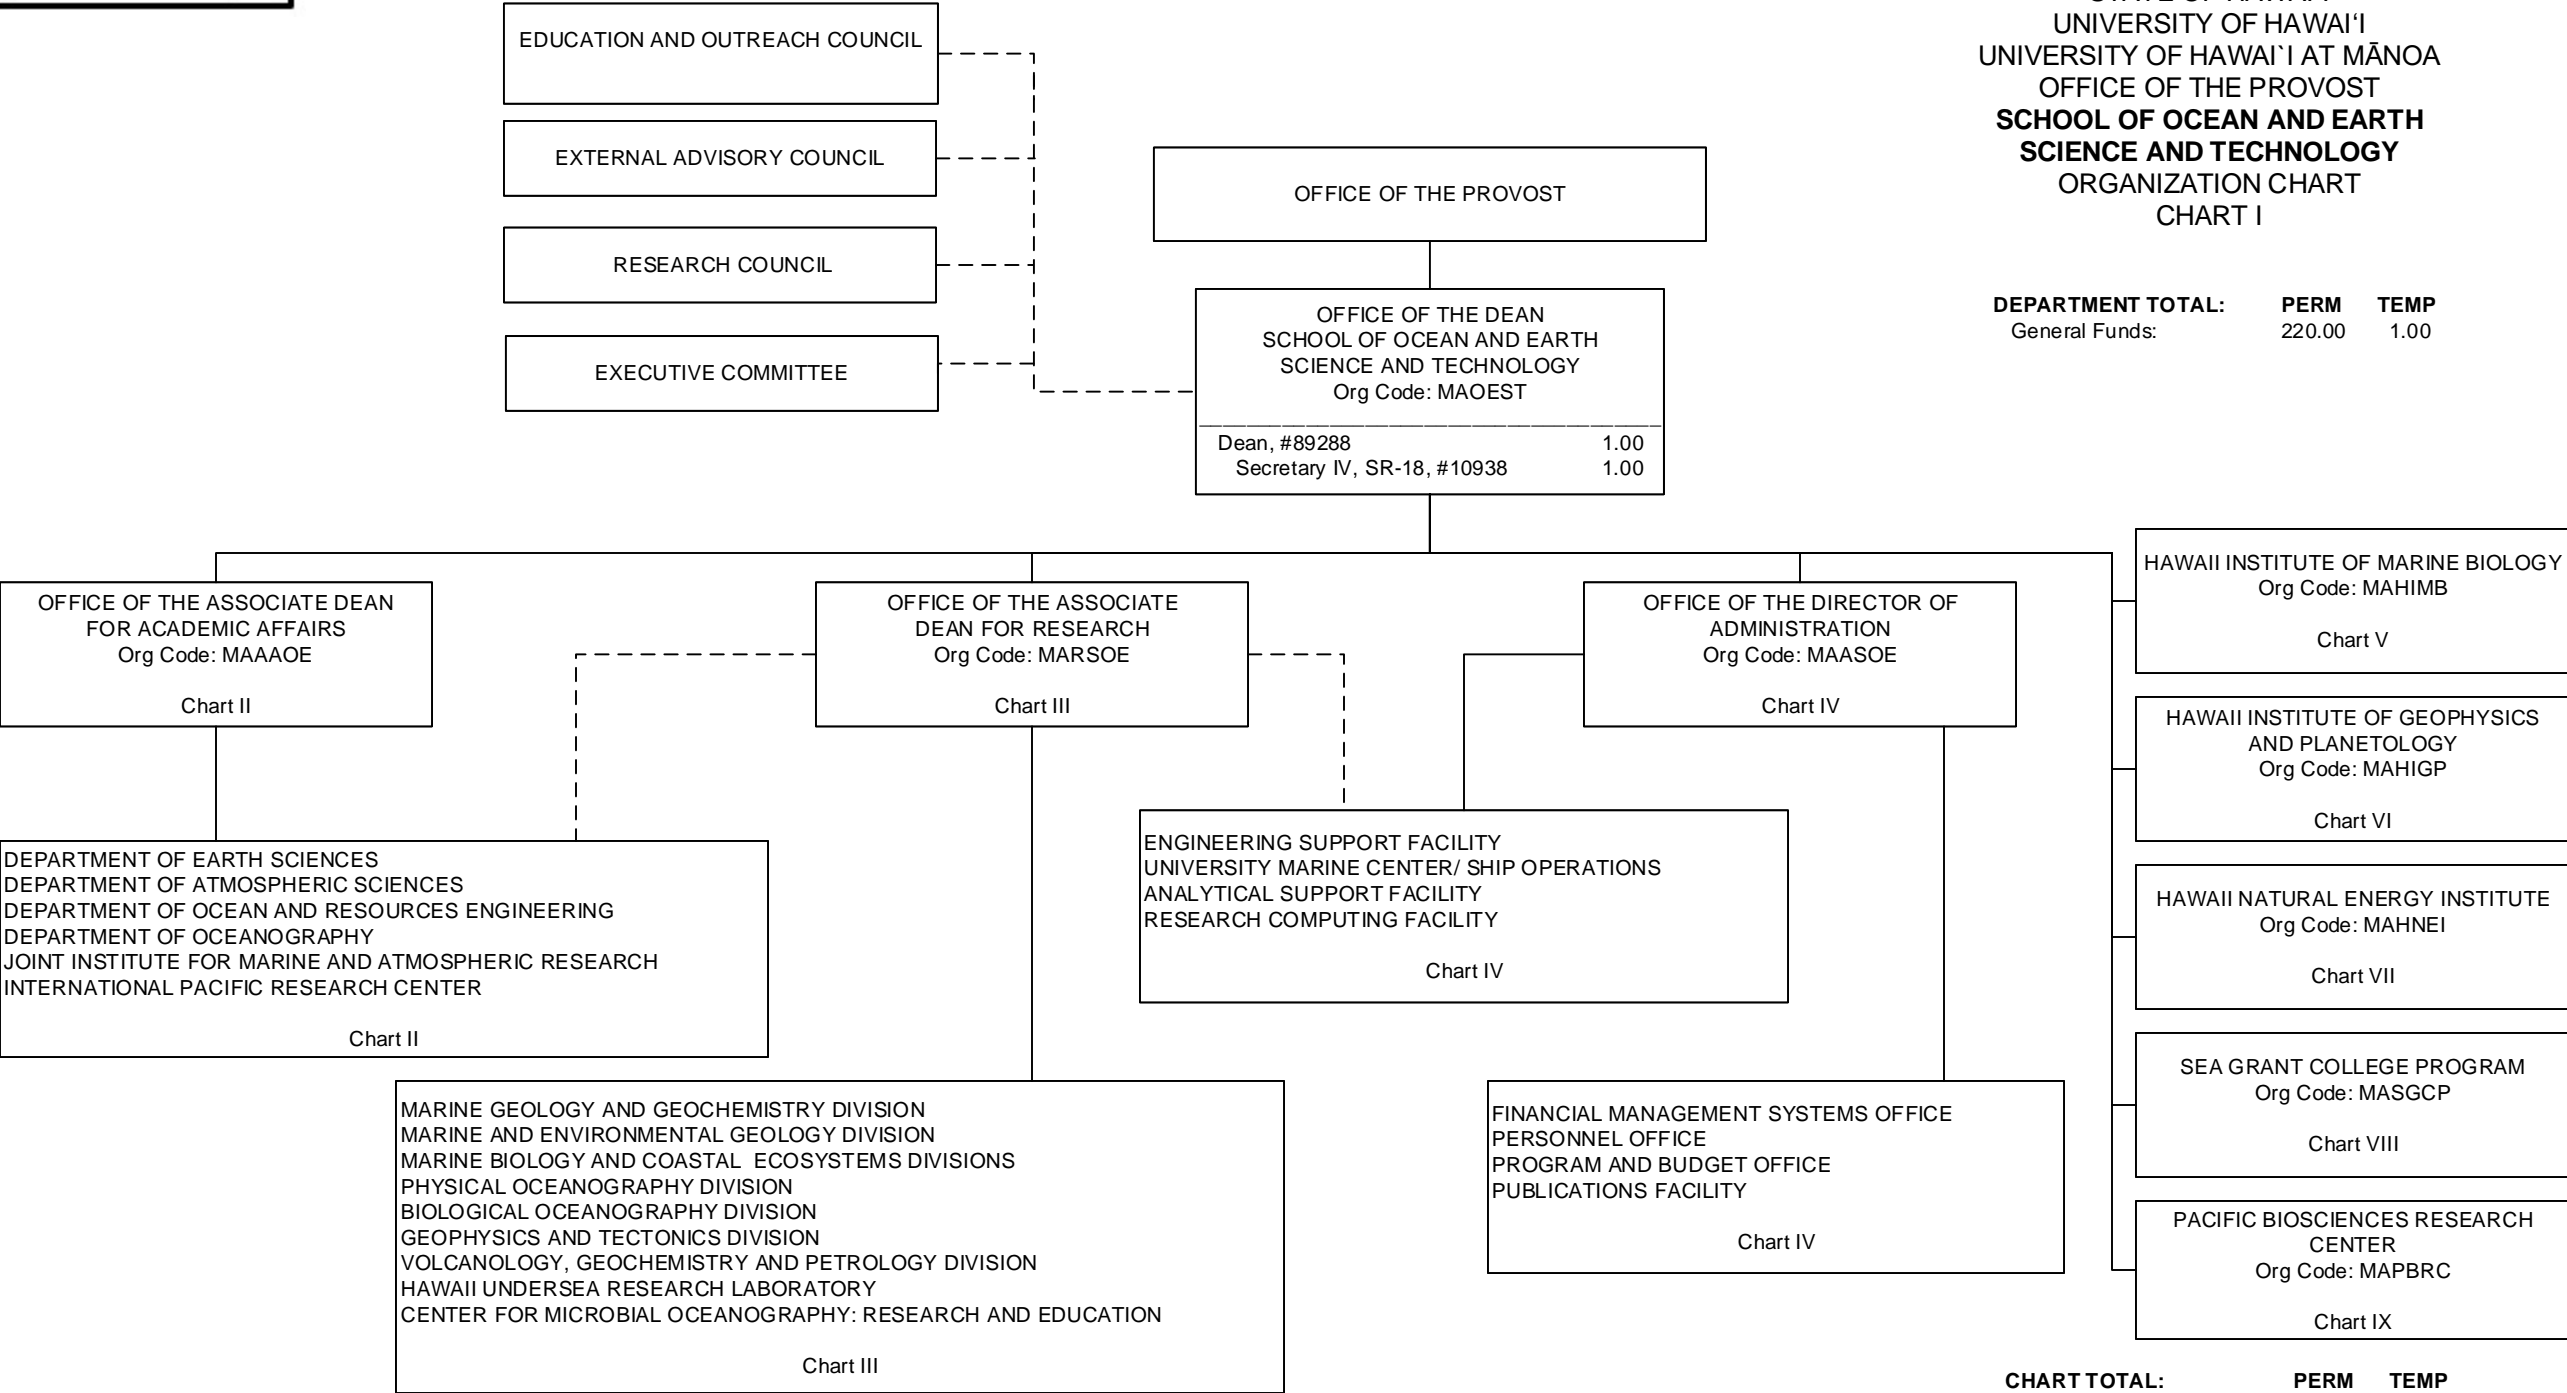 EDUCATION AND OUTREACH COUNCIL
EXTERNAL ADVISORY COUNCIL
RESEARCH COUNCIL
EXECUTIVE COMMITTEE
UNIVERSITY OF HAWAI‘I
UNIVERSITY OF HAWAI`I AT MĀNOA
OFFICE OF THE PROVOST
SCHOOL OF OCEAN AND EARTH
SCIENCE AND TECHNOLOGY
ORGANIZATION CHART
CHART I
DEPARTMENT TOTAL: PERM TEMP
General Funds: 220.00 1.00
OFFICE OF THE PROVOST
OFFICE OF THE DEAN
SCHOOL OF OCEAN AND EARTH
SCIENCE AND TECHNOLOGY
Org Code: MAOEST
Dean, #89288 1.00
Secretary IV, SR-18, #10938 1.00
OFFICE OF THE ASSOCIATE DEAN
FOR ACADEMIC AFFAIRS
Org Code: MAAAOE
Chart II
OFFICE OF THE ASSOCIATE
DEAN FOR RESEARCH
Org Code: MARSOE
Chart III
OFFICE OF THE DIRECTOR OF
ADMINISTRATION
Org Code: MAASOE
Chart IV
HAWAII INSTITUTE OF MARINE BIOLOGY
Org Code: MAHIMB
Chart V
HAWAII INSTITUTE OF GEOPHYSICS
AND PLANETOLOGY
Org Code: MAHIGP
Chart VI
HAWAII NATURAL ENERGY INSTITUTE
Org Code: MAHNEI
Chart VII
SEA GRANT COLLEGE PROGRAM
Org Code: MASGCP
Chart VIII
PACIFIC BIOSCIENCES RESEARCH
CENTER
Org Code: MAPBRC
Chart IX
DEPARTMENT OF EARTH SCIENCES
DEPARTMENT OF ATMOSPHERIC SCIENCES
DEPARTMENT OF OCEAN AND RESOURCES ENGINEERING
DEPARTMENT OF OCEANOGRAPHY
JOINT INSTITUTE FOR MARINE AND ATMOSPHERIC RESEARCH
INTERNATIONAL PACIFIC RESEARCH CENTER
Chart II
ENGINEERING SUPPORT FACILITY
UNIVERSITY MARINE CENTER/ SHIP OPERATIONS
ANALYTICAL SUPPORT FACILITY
RESEARCH COMPUTING FACILITY
Chart IV
MARINE GEOLOGY AND GEOCHEMISTRY DIVISION
MARINE AND ENVIRONMENTAL GEOLOGY DIVISION
MARINE BIOLOGY AND COASTAL ECOSYSTEMS DIVISIONS
PHYSICAL OCEANOGRAPHY DIVISION
BIOLOGICAL OCEANOGRAPHY DIVISION
GEOPHYSICS AND TECTONICS DIVISION
VOLCANOLOGY, GEOCHEMISTRY AND PETROLOGY DIVISION
HAWAII UNDERSEA RESEARCH LABORATORY
CENTER FOR MICROBIAL OCEANOGRAPHY: RESEARCH AND EDUCATION
Chart III
FINANCIAL MANAGEMENT SYSTEMS OFFICE
PERSONNEL OFFICE
PROGRAM AND BUDGET OFFICE
PUBLICATIONS FACILITY
Chart IV
CHART TOTAL: PERM TEMP